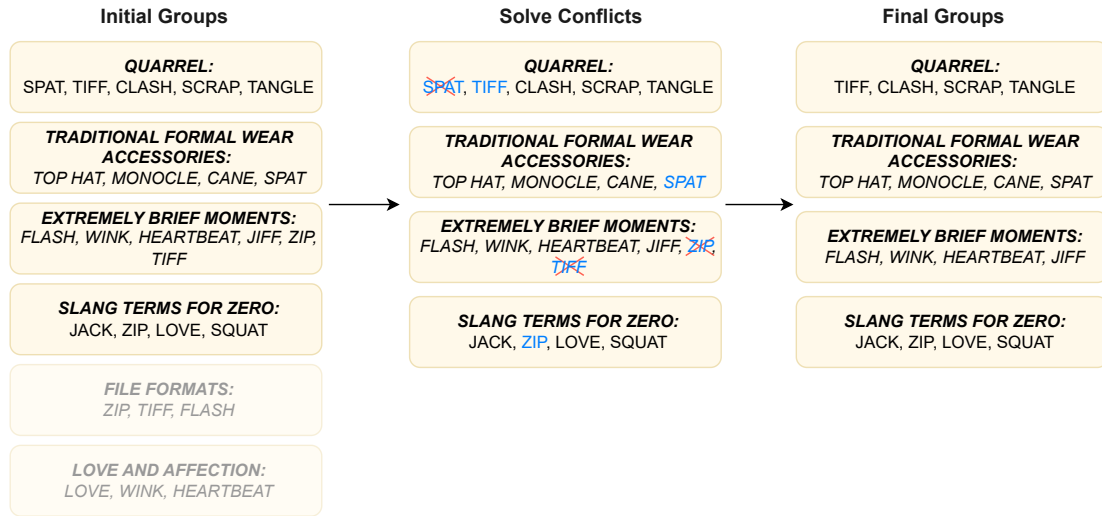 Initial Groups
QUARREL:
SPAT, TIFF, CLASH, SCRAP, TANGLE
TRADITIONAL FORMAL WEAR
ACCESSORIES:
TOP HAT, MONOCLE, CANE, SPAT
EXTREMELY BRIEF MOMENTS:
FLASH, WINK, HEARTBEAT, JIFF, ZIP,
TIFF
SLANG TERMS FOR ZERO:
JACK, ZIP, LOVE, SQUAT
FILE FORMATS:
ZIP, TIFF, FLASH
LOVE AND AFFECTION:
LOVE, WINK, HEARTBEAT
Solve Conflicts
QUARREL:
SPAT, TIFF, CLASH, SCRAP, TANGLE
TRADITIONAL FORMAL WEAR
ACCESSORIES:
TOP HAT, MONOCLE, CANE, SPAT
EXTREMELY BRIEF MOMENTS:
FLASH, WINK, HEARTBEAT, JIFF, ZIP,
TIFF
SLANG TERMS FOR ZERO:
JACK, ZIP, LOVE, SQUAT
Final Groups
QUARREL:
TIFF, CLASH, SCRAP, TANGLE
TRADITIONAL FORMAL WEAR
ACCESSORIES:
TOP HAT, MONOCLE, CANE, SPAT
EXTREMELY BRIEF MOMENTS:
FLASH, WINK, HEARTBEAT, JIFF
SLANG TERMS FOR ZERO:
JACK, ZIP, LOVE, SQUAT